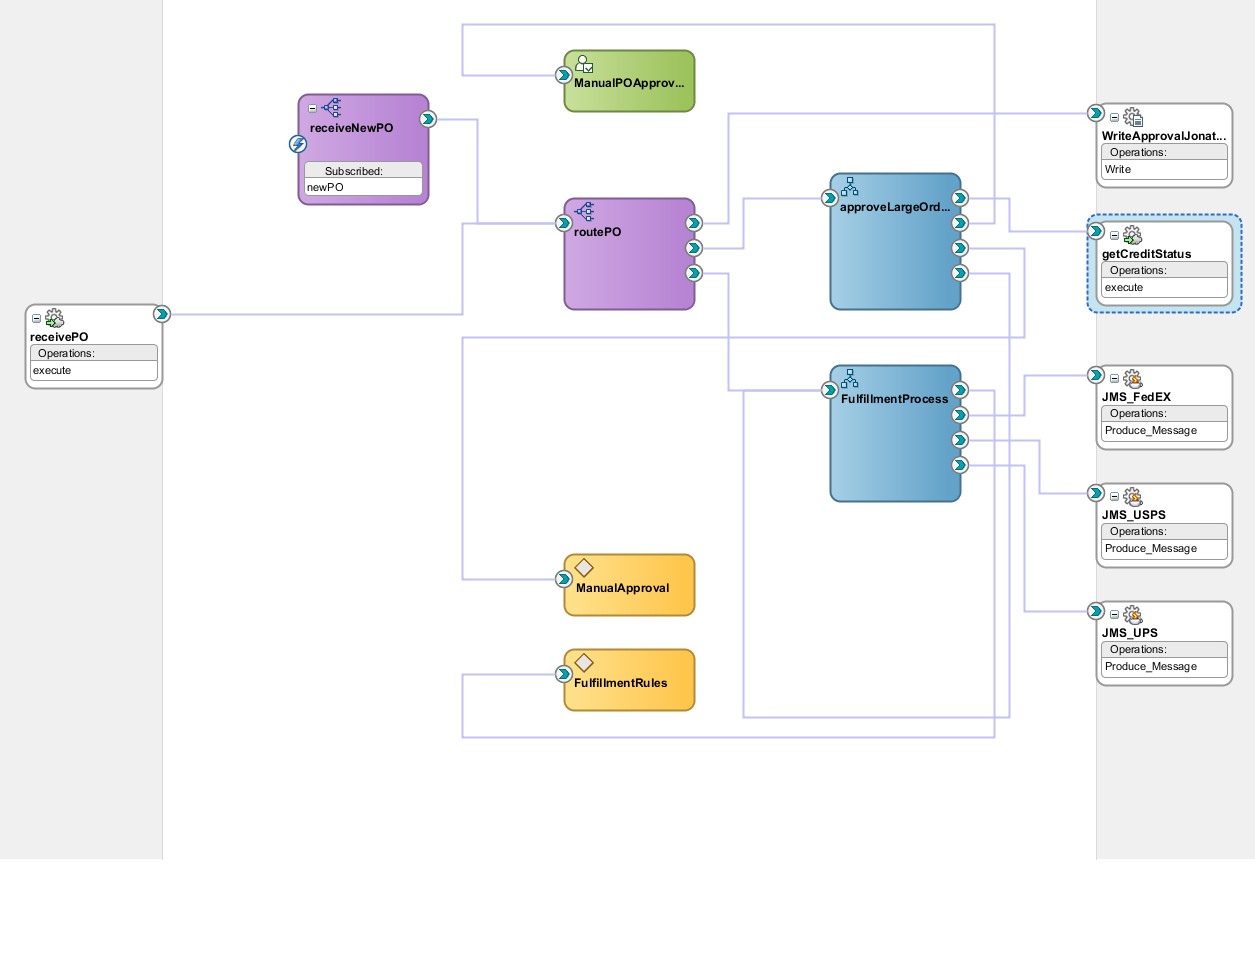 ManualPOApprov...
receiveNewPO
Subscribed:
newPO
WriteApprovalJonat...
Operations:
Write
approveLargeOrd...
routePO
getCreditStatus
Operations:
execute
receivePO
Operations:
execute
FulfillmentProcess
JMS_FedEX
Operations:
Produce_Message
JMS_USPS
Operations:
Produce_Message
ManualApproval
JMS_UPS
Operations:
Produce_Message
FulfillmentRules